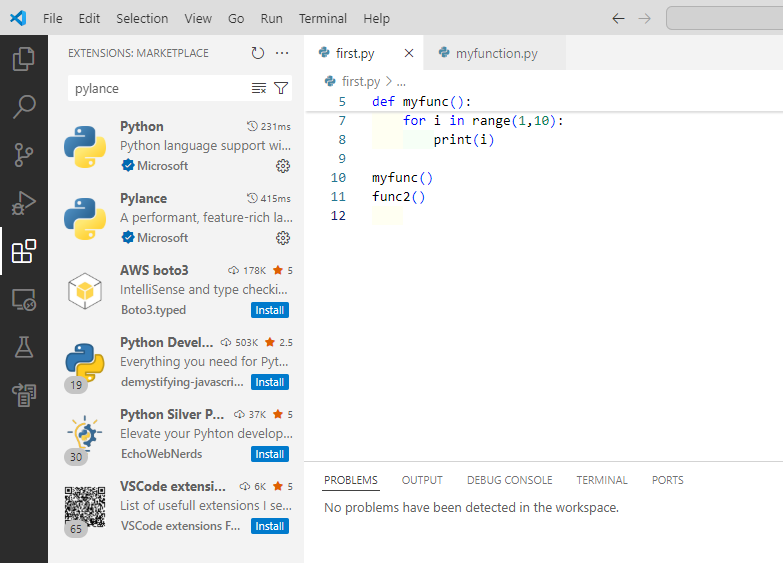 File Edit Selection View Go Run Terminal Help
EXTENSIONS: MARKETPLACE
pylance
Python 231ms
Python language support wi...
Microsoft
Pylance 415ms
A performant, feature-rich la...
Microsoft
AWS boto3 178K 5
IntelliSense and type checki...
Boto3.typed Install
Python Devel... 503K 2.5
Everything you need for Pyt...
19 demystifying-javascri... Install
Python Silver P... 37K 5
Elevate your Pyhton develop...
30 EchoWebNerds Install
VSCode extensi... 6K 5
List of usefull extensions I se...
65 VSCode extensions F... Install
first.py myfunction.py
first.py > ...
5 def myfunc():
7 for i in range(1,10):
8 print(i)
9
10 myfunc()
11 func2()
12
PROBLEMS OUTPUT DEBUG CONSOLE TERMINAL PORTS
No problems have been detected in the workspace.